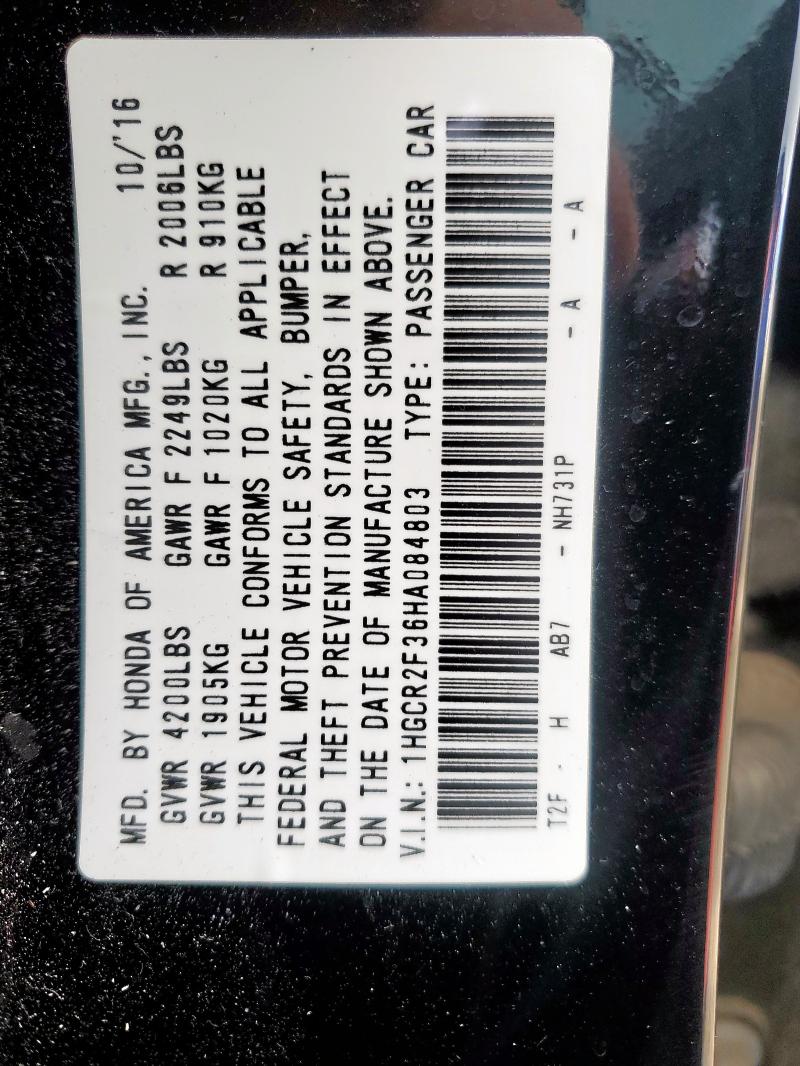 MFD. BY HONDA OF AMERICA MFG., INC. 10/'16
GVWR 4200LBS GAWR F 2249LBS R 2006LBS
GVWR 1905KG GAWR F 1020KG R 910KG
THIS VEHICLE CONFORMS TO ALL APPLICABLE
FEDERAL MOTOR VEHICLE SAFETY, BUMPER,
AND THEFT PREVENTION STANDARDS IN EFFECT
ON THE DATE OF MANUFACTURE SHOWN ABOVE.
V.I.N.: 1HGCR2F36HA084803 TYPE: PASSENGER CAR
T2F - H AB7 - NH731P - A - A